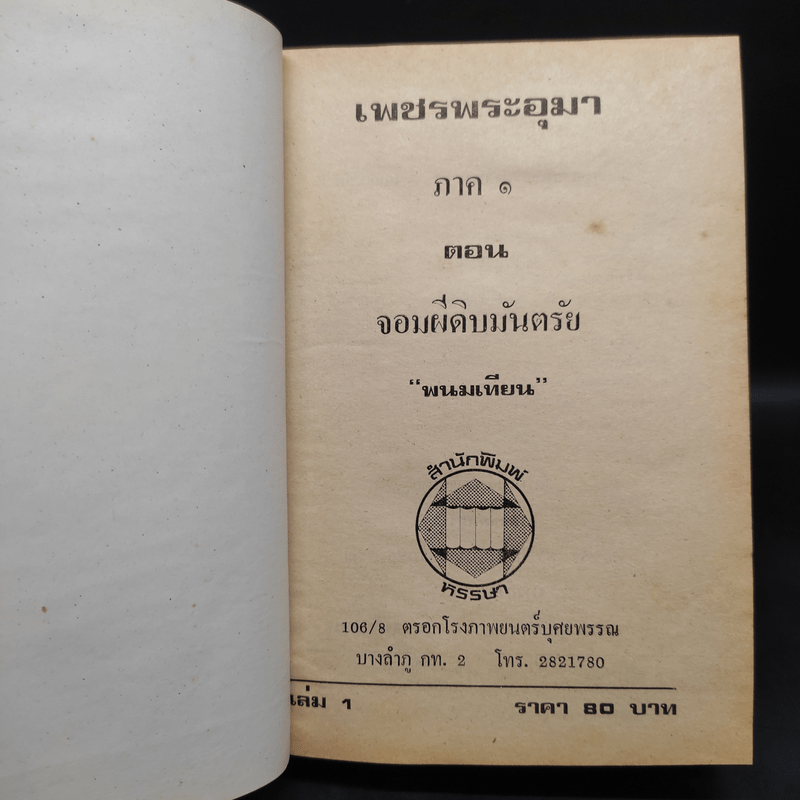 เพชรพระอุมา
ภาค ๑
ตอน
จอมผีดิบมันตรัย
“พนมเทียน”
สำนักพิมพ์
หรรษา
106/8 ตรอกโรงภาพยนตร์บุศยพรรณ
บางลำภู กท. 2 โทร. 2821780
เล่ม 1 ราคา 80 บาท